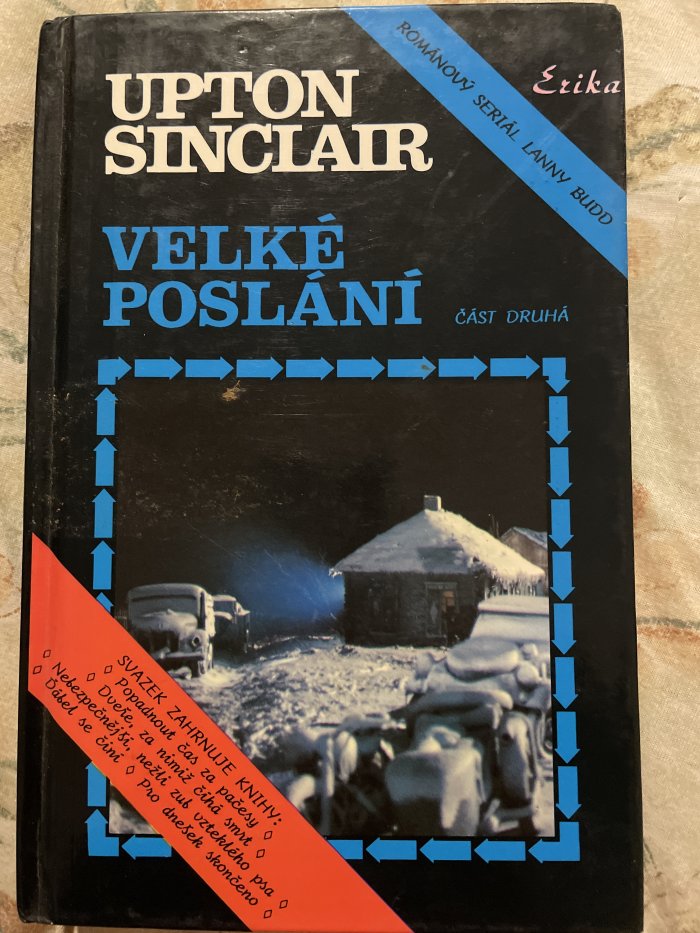 UPTON
SINCLAIR
ROMÁNOVÝ SERIÁL LANNY BUDD
Erika
VELKÉ
POSLÁNÍ
ČÁST DRUHÁ
SVAZEK ZAHRNUJE KNIHY:
◊ Popadnout čas za pačesy ◊
◊ Dveře, za nimiž číhá smrt ◊
◊ Nebezpečnější, nežli zub vzteklého psa ◊
◊ Ďábel se činí ◊ Pro dnešek skončeno ◊